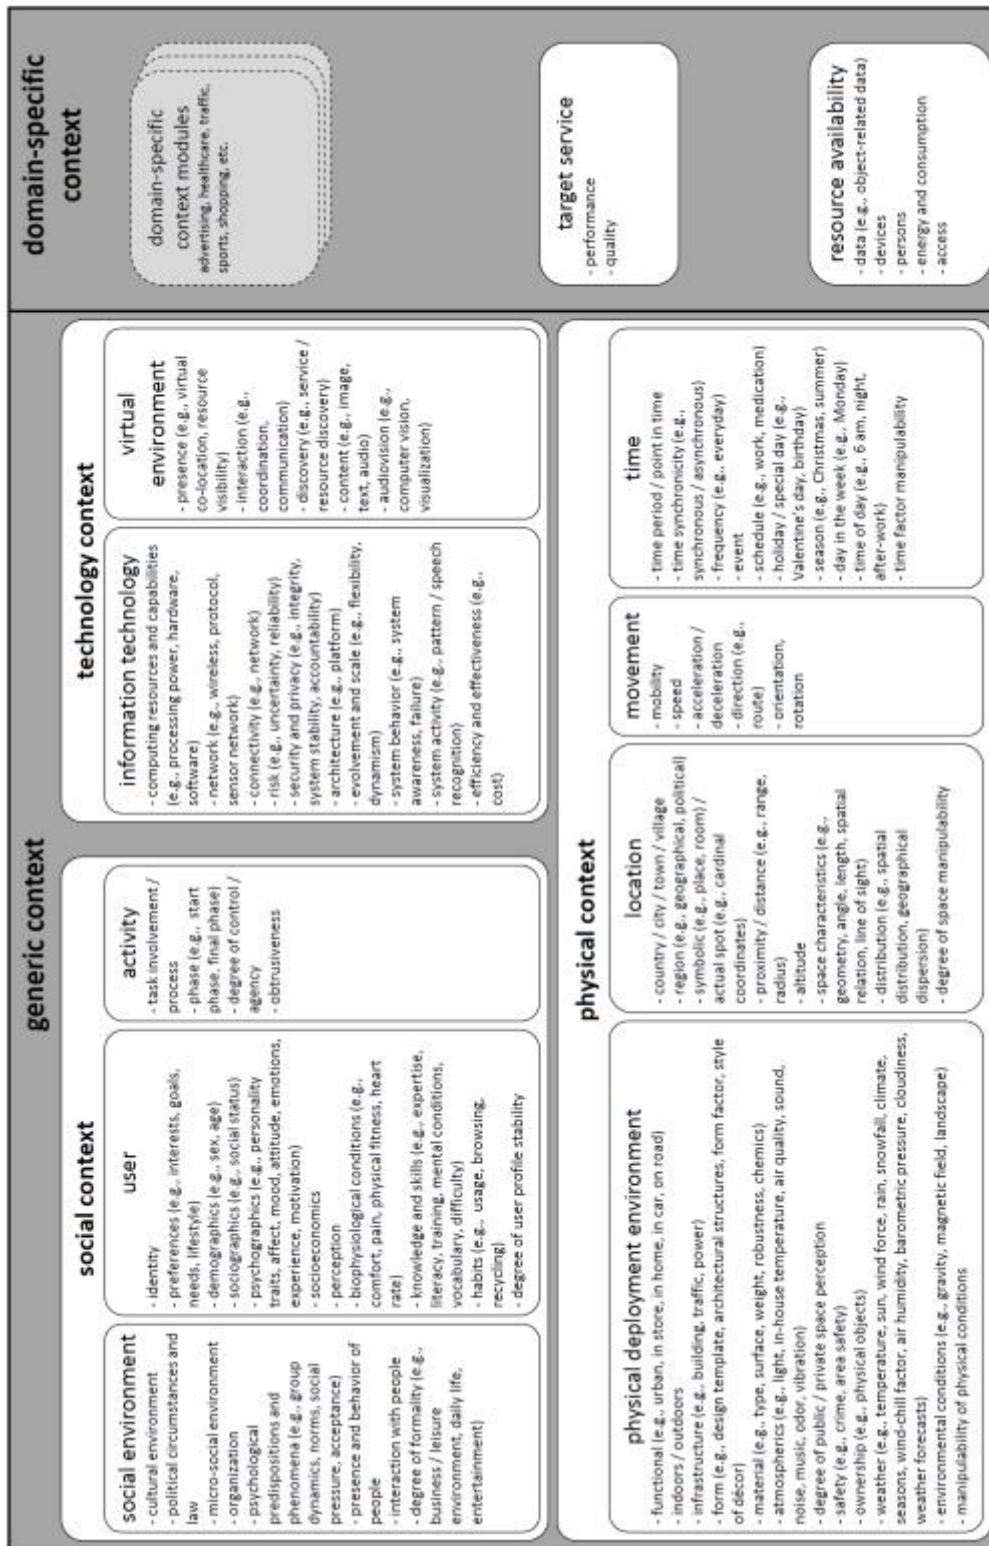 generic context
social context
social environment
- cultural environment
- political circumstances and
law
- micro-social environment
- organization
- psychological
predispositions and
phenomena (e.g., group
dynamics, norms, social
pressure, acceptance)
- presence and behavior of
people
- interaction with people
- degree of formality (e.g.,
business / leisure
environment, daily life,
entertainment)
user
- identity
- preferences (e.g., interests, goals,
needs, lifestyle)
- demographics (e.g., sex, age)
- sociographics (e.g., social status)
- psychographics (e.g., personality
traits, affect, mood, attitude, emotions,
experience, motivation)
- socioeconomics
- perception
- biophysiological conditions (e.g.,
comfort, pain, physical fitness, heart
rate)
- knowledge and skills (e.g., expertise,
literacy, training, mental conditions,
vocabulary, difficulty)
- habits (e.g., usage, browsing,
recycling)
- degree of user profile stability
activity
- task involvement /
process
- phase (e.g., start
phase, final phase)
- degree of control /
agency
- obtrusiveness
technology context
information technology
- computing resources and capabilities
(e.g., processing power, hardware,
software)
- network (e.g., wireless, protocol,
sensor network)
- connectivity (e.g., network)
- risk (e.g., uncertainty, reliability)
- security and privacy (e.g., integrity,
system stability, accountability)
- architecture (e.g., platform)
- evolvement and scale (e.g., flexibility,
dynamism)
- system behavior (e.g., system
awareness, failure)
- system activity (e.g., pattern / speech
recognition)
- efficiency and effectiveness (e.g.,
cost)
virtual
environment
- presence (e.g., virtual
co-location, resource
visibility)
- interaction (e.g.,
coordination,
communication)
- discovery (e.g., service /
resource discovery)
- content (e.g., image,
text, audio)
- audiovision (e.g.,
computer vision,
visualization)
physical context
physical deployment environment
- functional (e.g., urban, in store, in home, in car, on road)
- indoors / outdoors
- infrastructure (e.g., building, traffic, power)
- form (e.g., design template, architectural structures, form factor, style
of décor)
- material (e.g., type, surface, weight, robustness, chemics)
- atmospherics (e.g., light, in-house temperature, air quality, sound,
noise, music, odor, vibration)
- degree of public / private space perception
- safety (e.g., crime, area safety)
- ownership (e.g., physical objects)
- weather (e.g., temperature, sun, wind force, rain, snowfall, climate,
seasons, wind-chill factor, air humidity, barometric pressure, cloudiness,
weather forecasts)
- environmental conditions (e.g., gravity, magnetic field, landscape)
- manipulability of physical conditions
location
- country / city / town / village
- region (e.g., geographical, political)
- symbolic (e.g., place, room) /
actual spot (e.g., cardinal
coordinates)
- proximity / distance (e.g., range,
radius)
- altitude
- space characteristics (e.g.,
geometry, angle, length, spatial
relation, line of sight)
- distribution (e.g., spatial
distribution, geographical
dispersion)
- degree of space manipulability
movement
- mobility
- speed
- acceleration /
deceleration
- direction (e.g.,
route)
- orientation,
rotation
time
- time period / point in time
- time synchronicity (e.g.,
synchronous / asynchronous)
- frequency (e.g., everyday)
- event
- schedule (e.g., work, medication)
- holiday / special day (e.g.,
Valentine's day, birthday)
- season (e.g., Christmas, summer)
- day in the week (e.g., Monday)
- time of day (e.g., 6 am, night,
after-work)
- time factor manipulability
domain-specific
context
domain-specific
context modules
advertising, healthcare, traffic,
sports, shopping, etc.
target service
- performance
- quality
resource availability
- data (e.g., object-related data)
- devices
- persons
- energy and consumption
- access